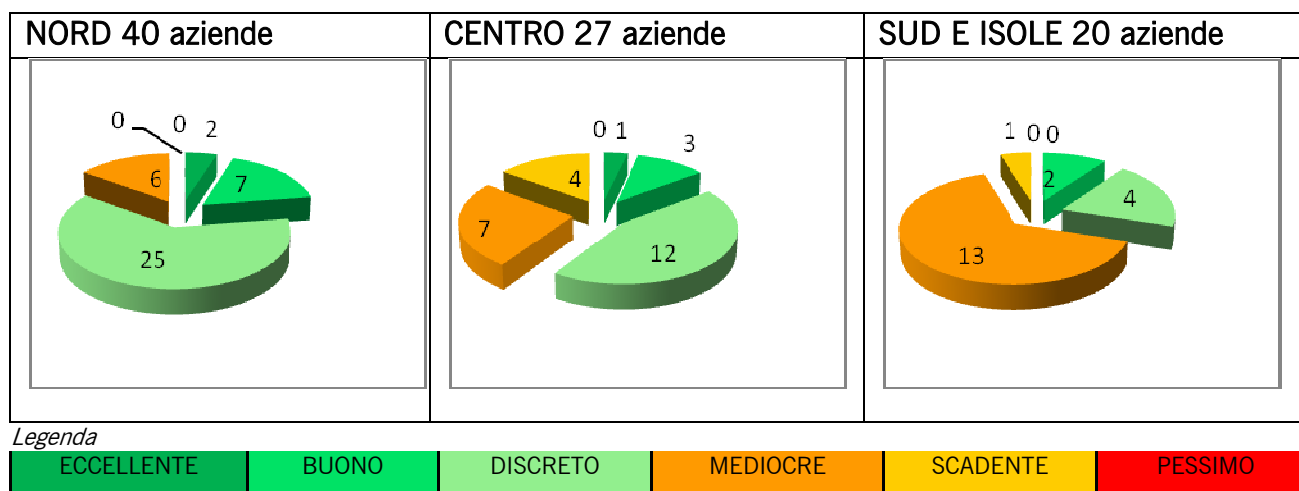 NORD 40 aziende
CENTRO 27 aziende
SUD E ISOLE 20 aziende
0 0 2
6 7
25
0 1 3
4
7 12
1 0 0
2 4
13
Legenda
ECCELLENTE BUONO DISCRETO MEDIOCRE SCADENTE PESSIMO